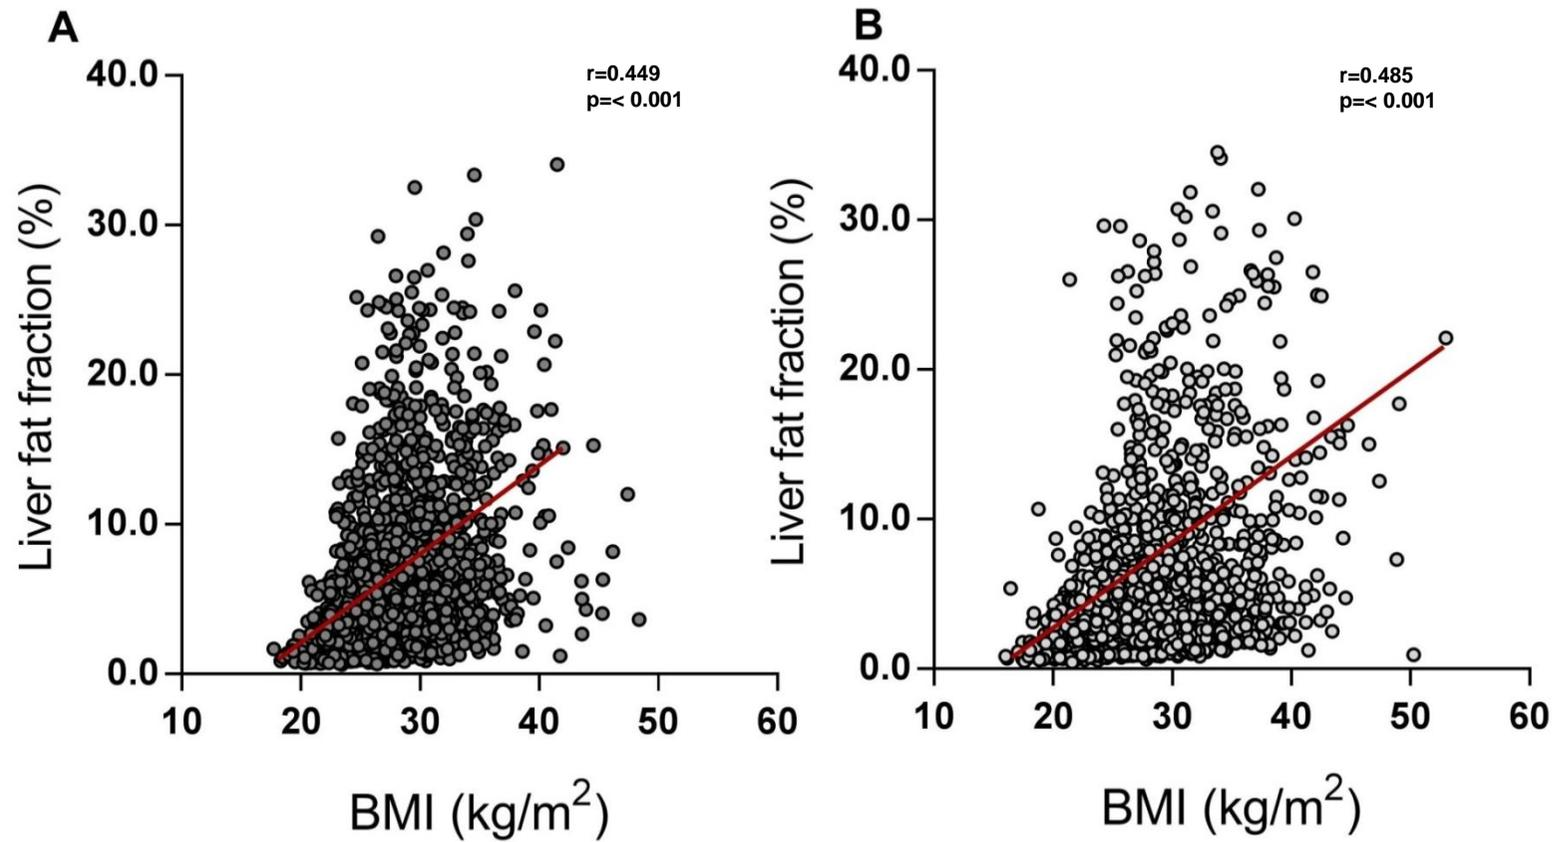 A
r=0.449
p=< 0.001
40.0
30.0
20.0
10.0
0.0
Liver fat fraction (%)
10 20 30 40 50 60
BMI (kg/m²)
B
r=0.485
p=< 0.001
40.0
30.0
20.0
10.0
0.0
Liver fat fraction (%)
10 20 30 40 50 60
BMI (kg/m²)